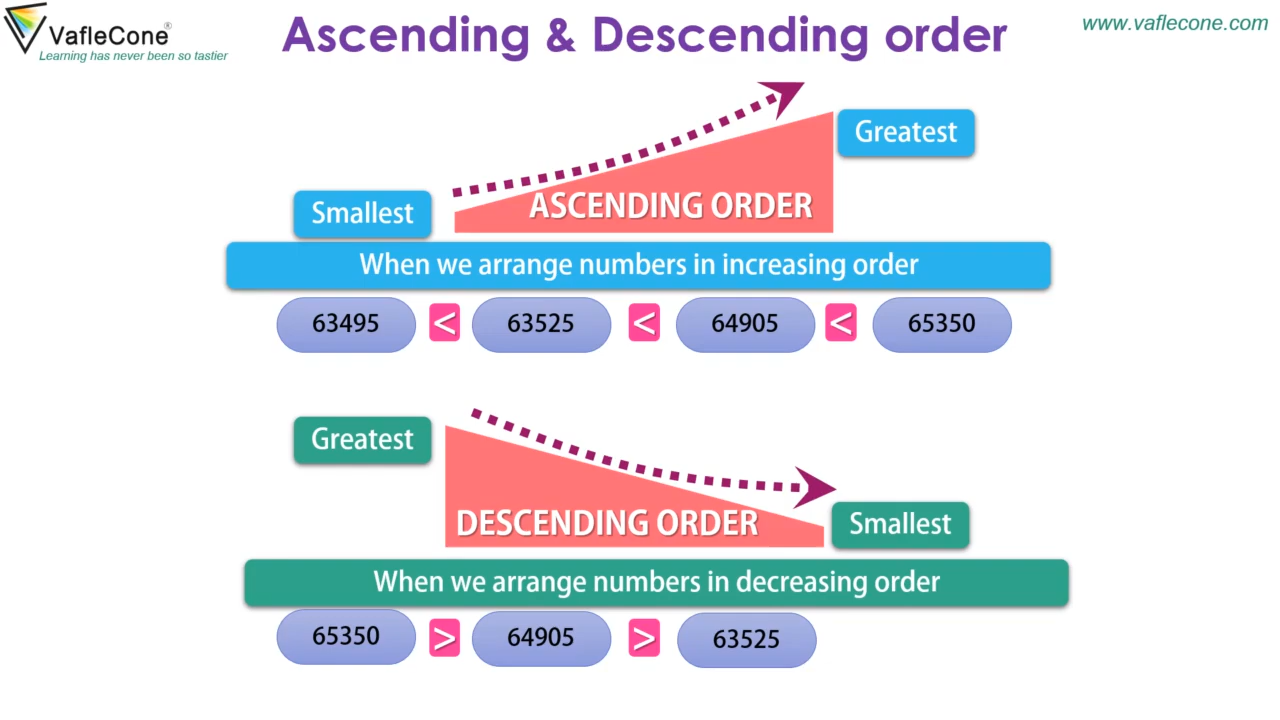 VafleCone®
Learning has never been so tastier
Ascending & Descending order
www.vaflecone.com
Greatest
Smallest
ASCENDING ORDER
When we arrange numbers in increasing order
63495 < 63525 < 64905 < 65350
Greatest
DESCENDING ORDER
Smallest
When we arrange numbers in decreasing order
65350 > 64905 > 63525